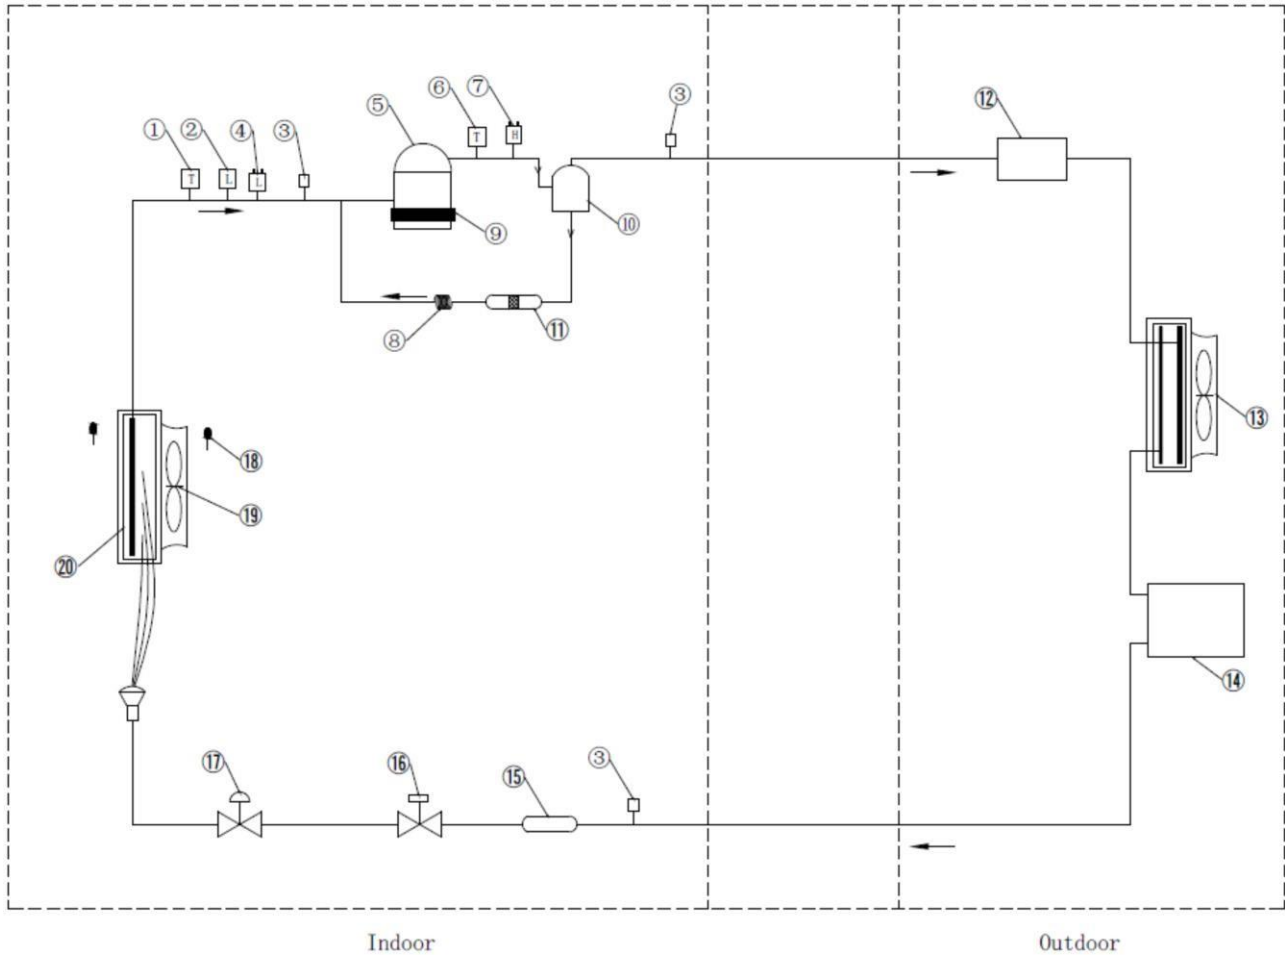 ⑥ ⑦
⑤ ③ ⑫
① ② ④ ③
T H
T L L
⑨ ⑩
⑧ ⑪
⑬
⑱
⑲
⑳
⑭
⑰ ⑯ ⑮ ③
Indoor Outdoor